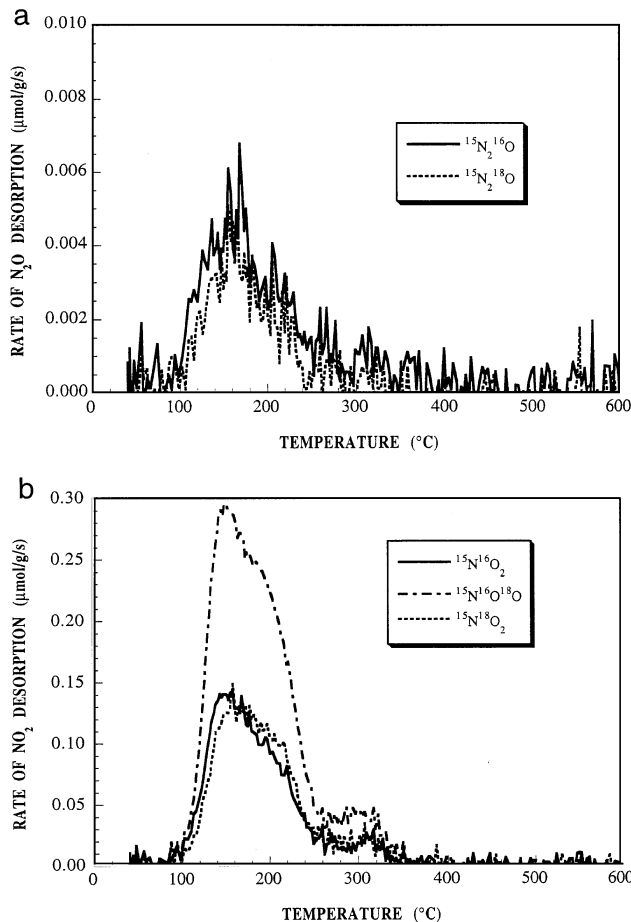 a
0.010
0.008
0.006
0.004
0.002
0.000
RATE OF N₂O DESORPTION (μmol/g/s)
¹⁵N₂¹⁶O
¹⁵N₂¹⁸O
0 100 200 300 400 500 600
TEMPERATURE (°C)
b
0.30
0.25
0.20
0.15
0.10
0.05
0.00
RATE OF NO₂ DESORPTION (μmol/g/s)
¹⁵N¹⁶O₂
¹⁵N¹⁶O¹⁸O
¹⁵N¹⁸O₂
0 100 200 300 400 500 600
TEMPERATURE (°C)